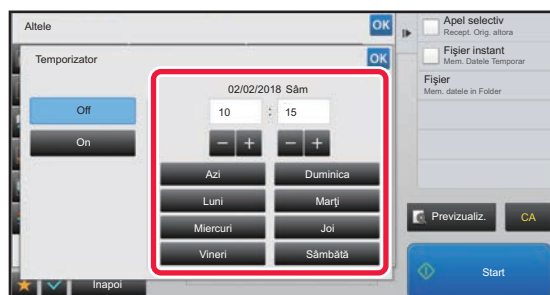 Altele
OK
Temporizator
OK
Off
On
02/02/2018 Sâm
10 : 15
Azi
Duminica
Luni
Marţi
Miercuri
Joi
Vineri
Sâmbătă
Inapoi
Apel selectiv
Recept. Orig. altora
Fişier instant
Mem. Datele Temporar
Fişier
Mem. datele in Folder
Previzualiz.
CA
Start